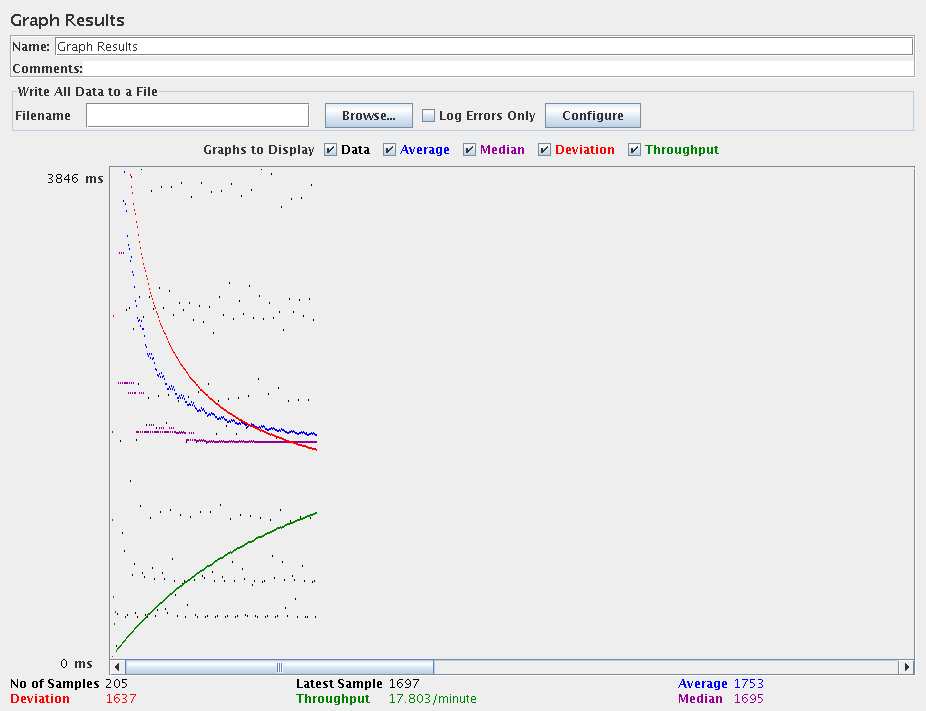 Graph Results
Name: Graph Results
Comments:
Write All Data to a File
Filename Browse... Log Errors Only Configure
Graphs to Display Data Average Median Deviation Throughput
3846 ms
0 ms
No of Samples 205 Latest Sample 1697 Average 1753
Deviation 1637 Throughput 17.803/minute Median 1695